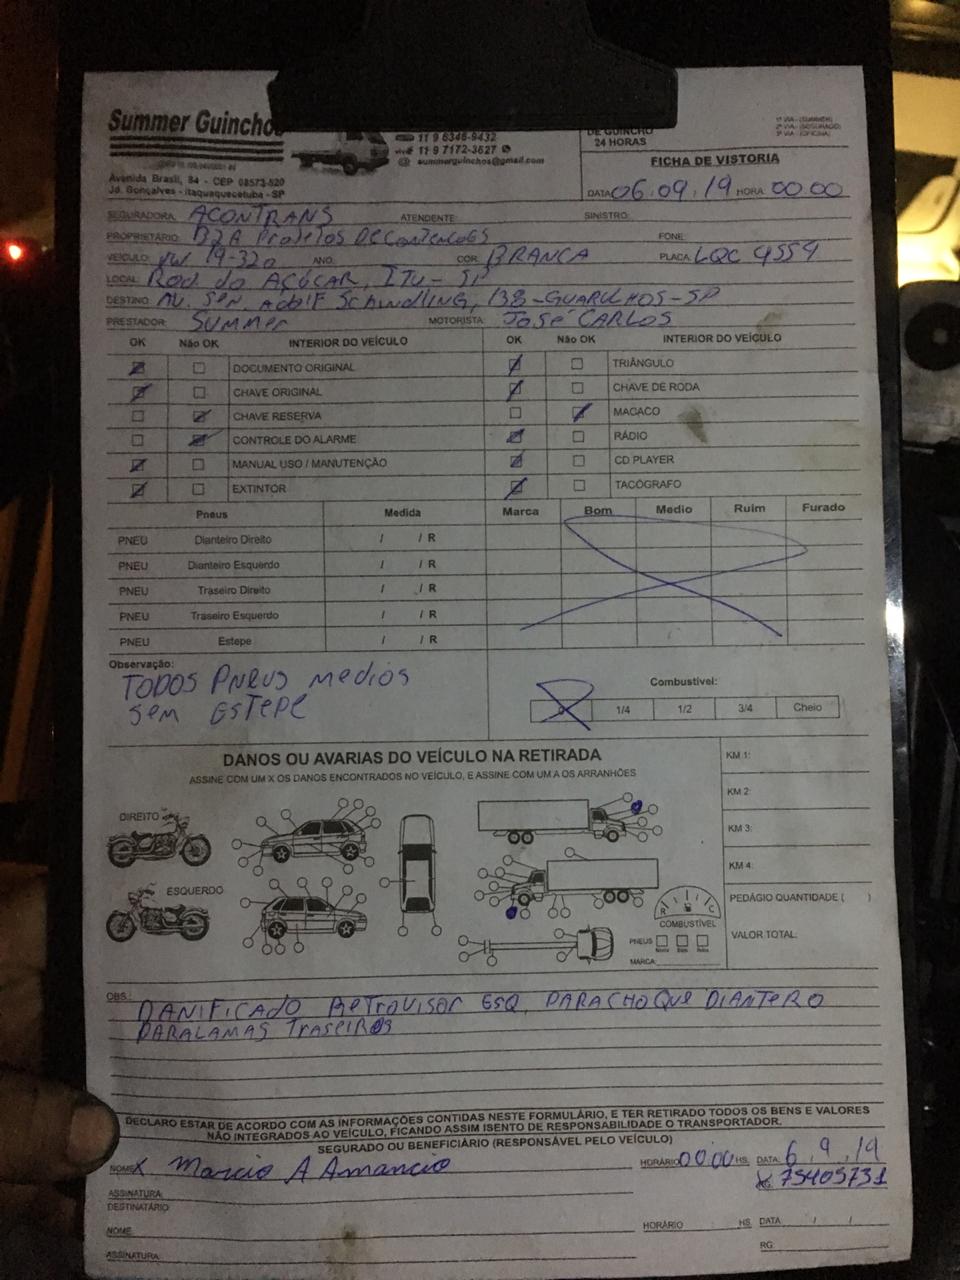 Summer Guinchos
11 9 6346-9432
11 9 7172-3627
@ summerguinchos@gmail.com
Avenida Brasil, 84 - CEP 08573-520
Jd. Gonçalves - Itaquaquecetuba - SP
DE GUINCHO
24 HORAS
1ª VIA - (SUMMER)
2ª VIA - (SEGURADO)
3ª VIA - (OFICINA)
FICHA DE VISTORIA
DATA: 06.09.19 HORA: 00.00
SEGURADORA: ACONTRANS ATENDENTE: SINISTRO:
PROPRIETÁRIO: B2A Projetos De FONE:
VEÍCULO: VW 19-320 ANO: COR: BRANCA PLACA: LQC 9559
LOCAL: Rod do AÇÚCAR, ITU - SP
DESTINO: AV. SEN. Adolf Schindling, 138 - GUARULHOS - SP
PRESTADOR: Summer MOTORISTA: José CARLOS
OK Não OK INTERIOR DO VEÍCULO OK Não OK INTERIOR DO VEÍCULO
DOCUMENTO ORIGINAL TRIÂNGULO
CHAVE ORIGINAL CHAVE DE RODA
CHAVE RESERVA MACACO
CONTROLE DO ALARME RÁDIO
MANUAL USO / MANUTENÇÃO CD PLAYER
EXTINTOR TACÓGRAFO
Pneus Medida Marca Bom Medio Ruim Furado
PNEU Dianteiro Direito / / R
PNEU Dianteiro Esquerdo / / R
PNEU Traseiro Direito / / R
PNEU Traseiro Esquerdo / / R
PNEU Estepe / / R
Observação:
TODOS PNEUS MEDIOS
SEM ESTEPE
Combustível:
0 1/4 1/2 3/4 Cheio
DANOS OU AVARIAS DO VEÍCULO NA RETIRADA
ASSINE COM UM X OS DANOS ENCONTRADOS NO VEÍCULO, E ASSINE COM UM A OS ARRANHÕES
KM 1:
KM 2:
KM 3:
KM 4:
PEDÁGIO QUANTIDADE ( )
VALOR TOTAL:
DIREITO
ESQUERDO
R C
COMBUSTÍVEL
PNEUS
MARCA:
OBS.: DANIFICADO RETROVISOR ESQ, PARACHOQUE DIANTERO
PARALAMAS TRASEIROS
DECLARO ESTAR DE ACORDO COM AS INFORMAÇÕES CONTIDAS NESTE FORMULÁRIO, E TER RETIRADO TODOS OS BENS E VALORES
NÃO INTEGRADOS AO VEÍCULO, FICANDO ASSIM ISENTO DE RESPONSABILIDADE O TRANSPORTADOR.
SEGURADO OU BENEFICIÁRIO (RESPONSÁVEL PELO VEÍCULO)
NOME: X Marcio A Amancio HORÁRIO 00:00 HS. DATA: 6.9.19
ASSINATURA: RG: X 75405731
DESTINATÁRIO:
NOME: HORÁRIO HS. DATA / /
ASSINATURA: RG: